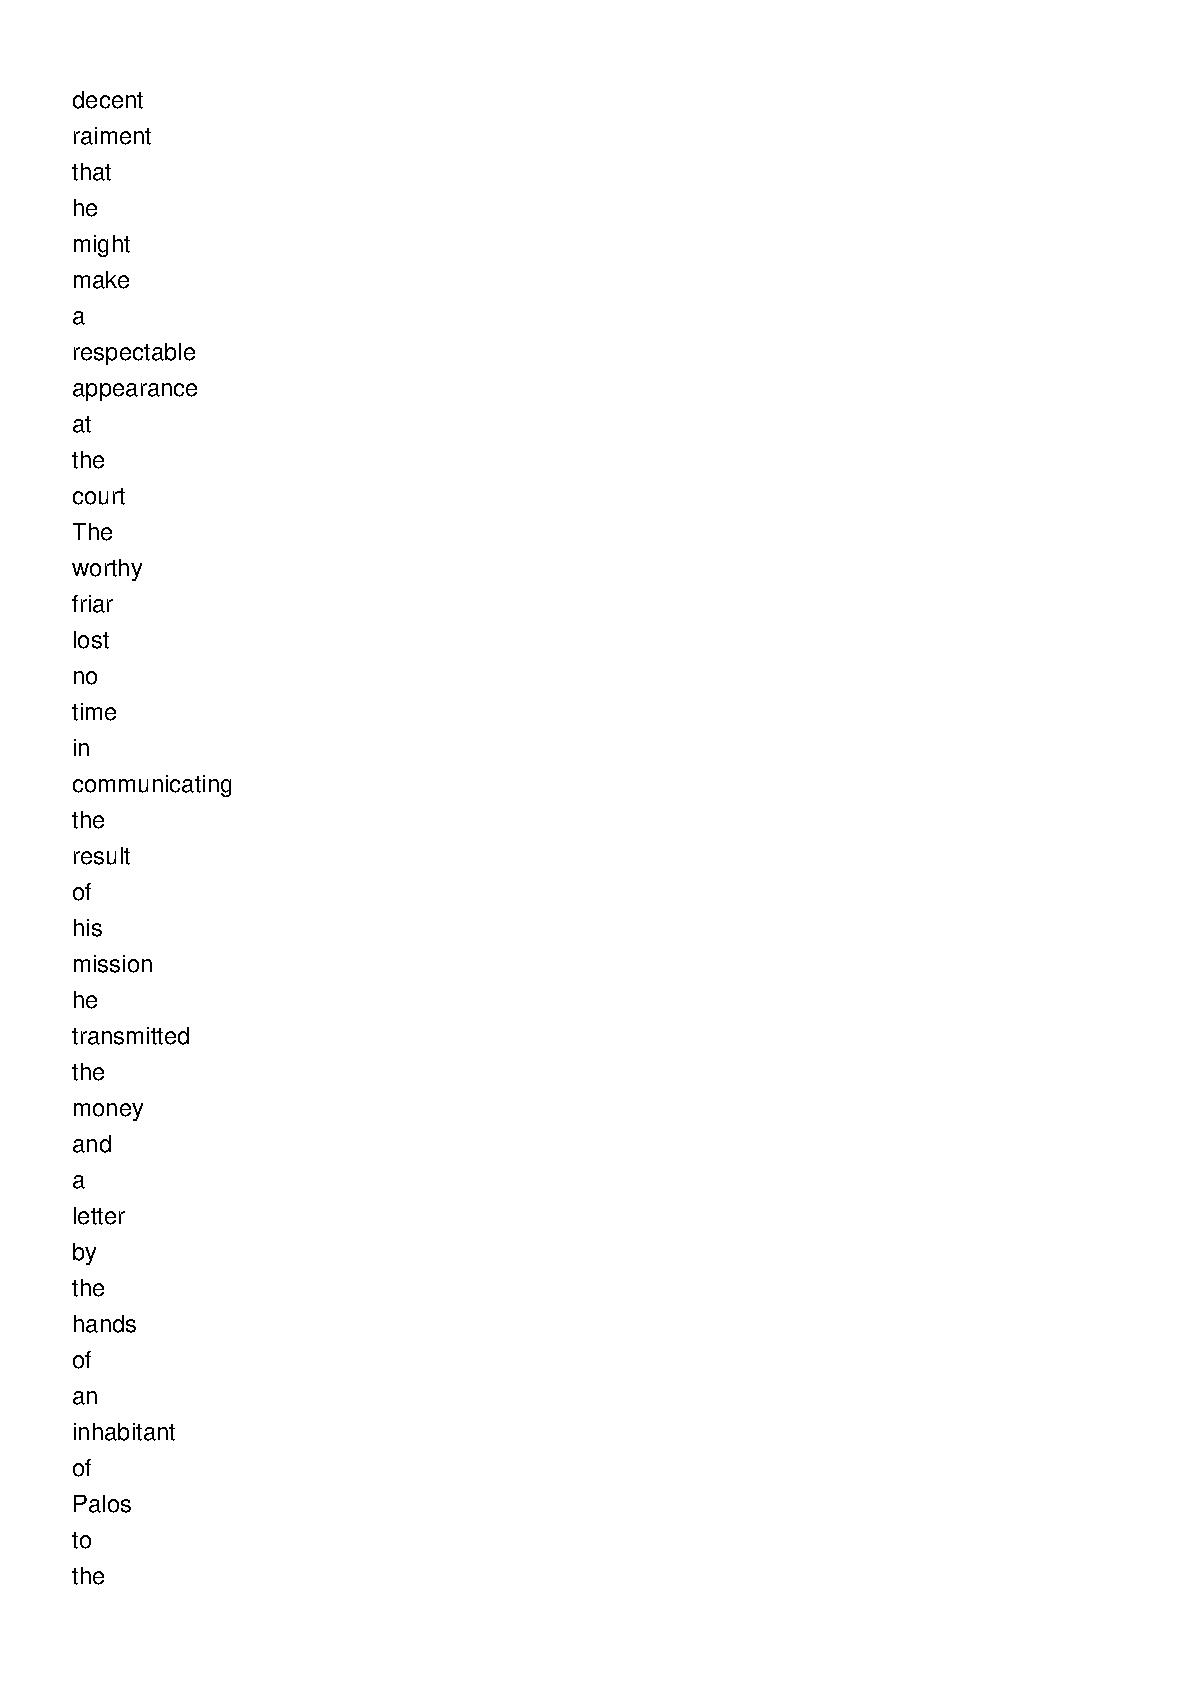 decent
raiment
that
he
might
make
a
respectable
appearance
at
the
court
The
worthy
friar
lost
no
time
in
communicating
the
result
of
his
mission
he
transmitted
the
money
and
a
letter
by
the
hands
of
an
inhabitant
of
Palos
to
the